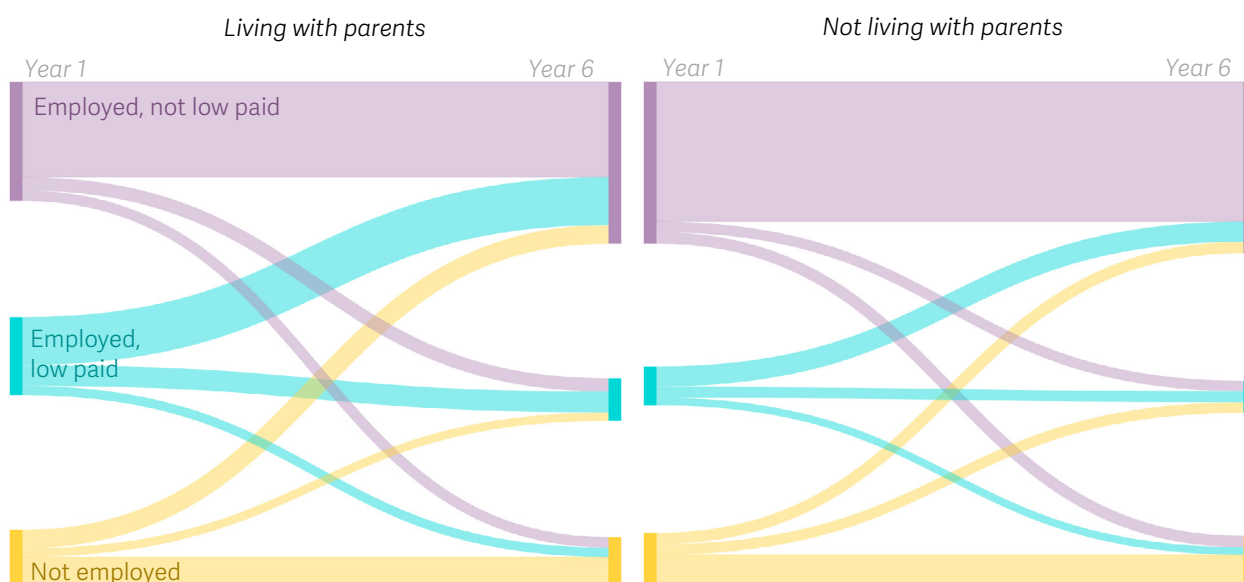 Living with parents
Not living with parents
Year 1
Year 6
Year 1
Year 6
Employed, not low paid
Employed,
low paid
Not employed